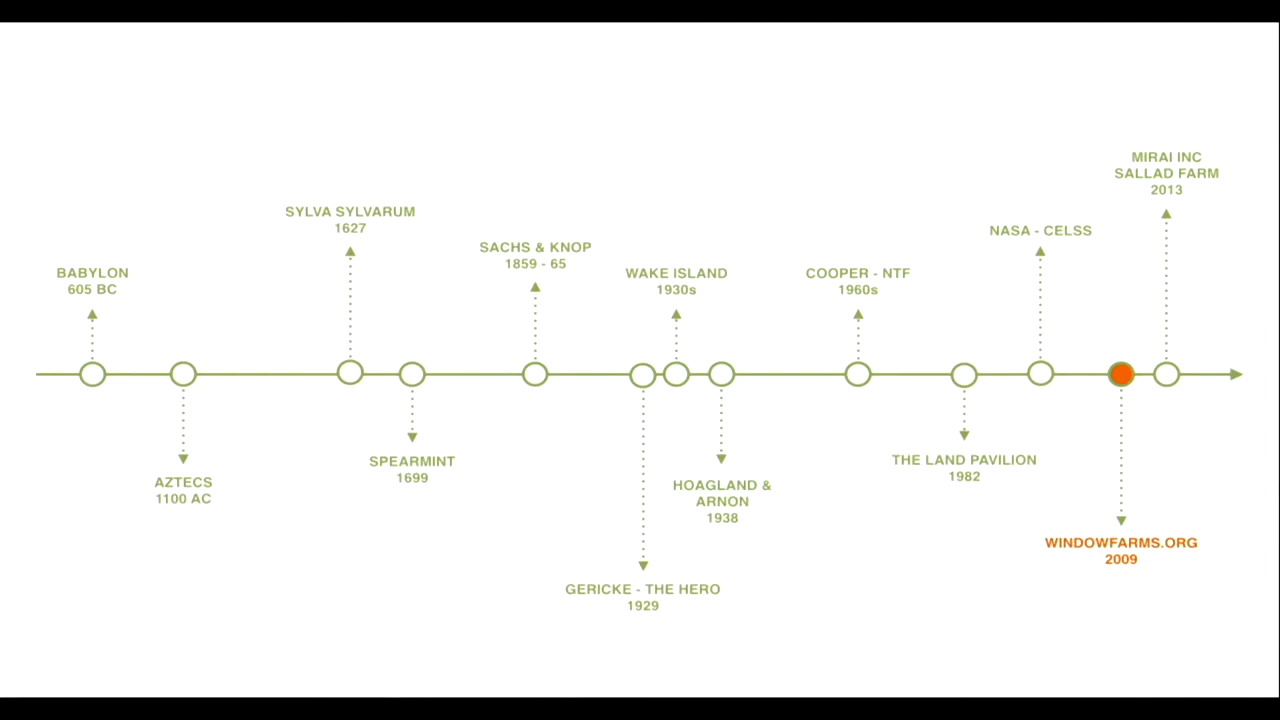 BABYLON
605 BC
AZTECS
1100 AC
SYLVA SYLVARUM
1627
SPEARMINT
1699
SACHS & KNOP
1859 - 65
GERICKE - THE HERO
1929
WAKE ISLAND
1930s
HOAGLAND &
ARNON
1938
COOPER - NTF
1960s
THE LAND PAVILION
1982
NASA - CELSS
WINDOWFARMS.ORG
2009
MIRAI INC
SALLAD FARM
2013